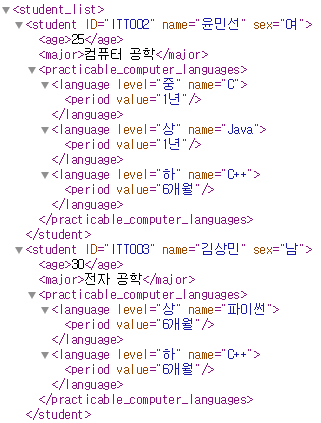 <student_list>
<student ID="ITT002" name="윤민선" sex="여">
<age>25</age>
<major>컴퓨터 공학</major>
<practicable_computer_languages>
<language level="중" name="C">
<period value="1년"/>
</language>
<language level="상" name="Java">
<period value="1년"/>
</language>
<language level="하" name="C++">
<period value="6개월"/>
</language>
</practicable_computer_languages>
</student>
<student ID="ITT003" name="김상민" sex="남">
<age>30</age>
<major>전자 공학</major>
<practicable_computer_languages>
<language level="상" name="파이썬">
<period value="6개월"/>
</language>
<language level="하" name="C++">
<period value="6개월"/>
</language>
</practicable_computer_languages>
</student>